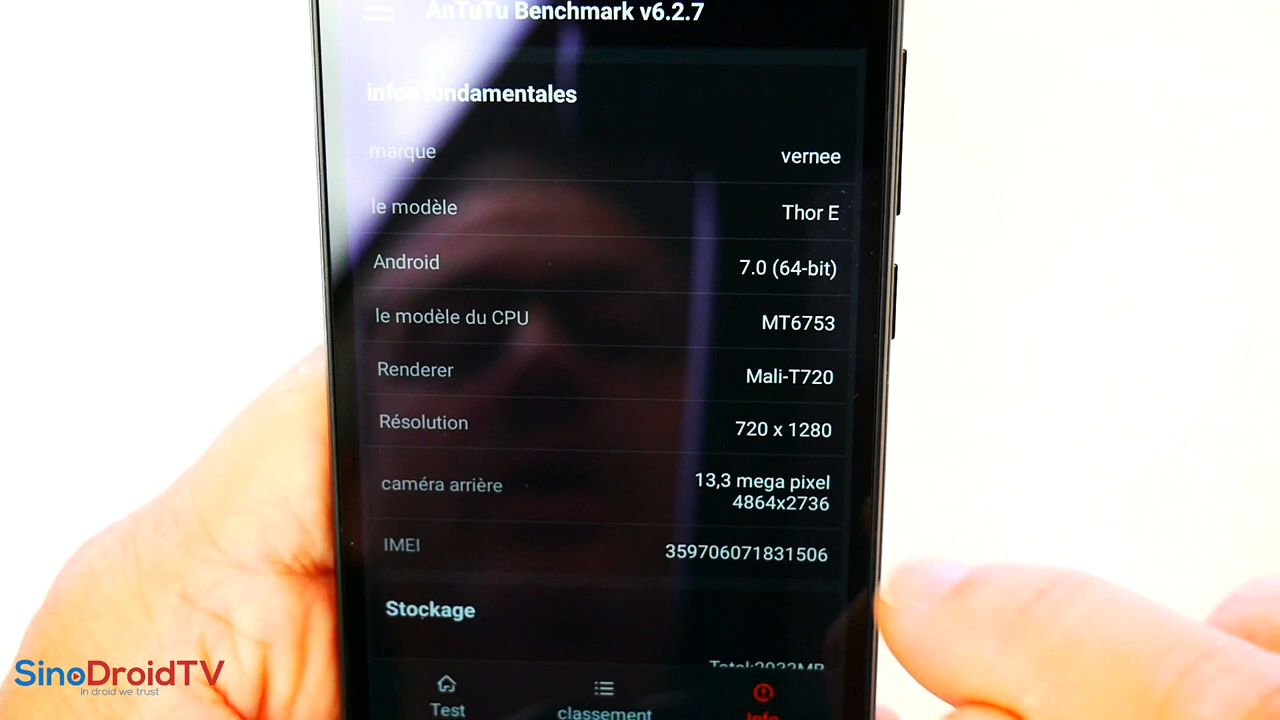 AnTuTu Benchmark v6.2.7
infos fondamentales
marque vernee
le modèle Thor E
Android 7.0 (64-bit)
le modèle du CPU MT6753
Renderer Mali-T720
Résolution 720 x 1280
caméra arrière 13,3 mega pixel
4864x2736
IMEI 359706071831506
Stockage
Test classement Info
SinoDroidTV
In droid we trust